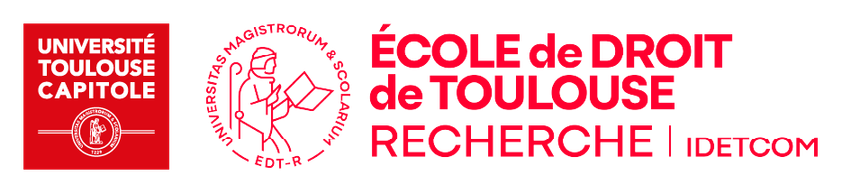 UNIVERSITÉ
TOULOUSE
CAPITOLE
UNIVERSITAS MAGISTRORUM & SCOLARIUM
EDT-R
ÉCOLE de DROIT
de TOULOUSE
RECHERCHE | IDETCOM